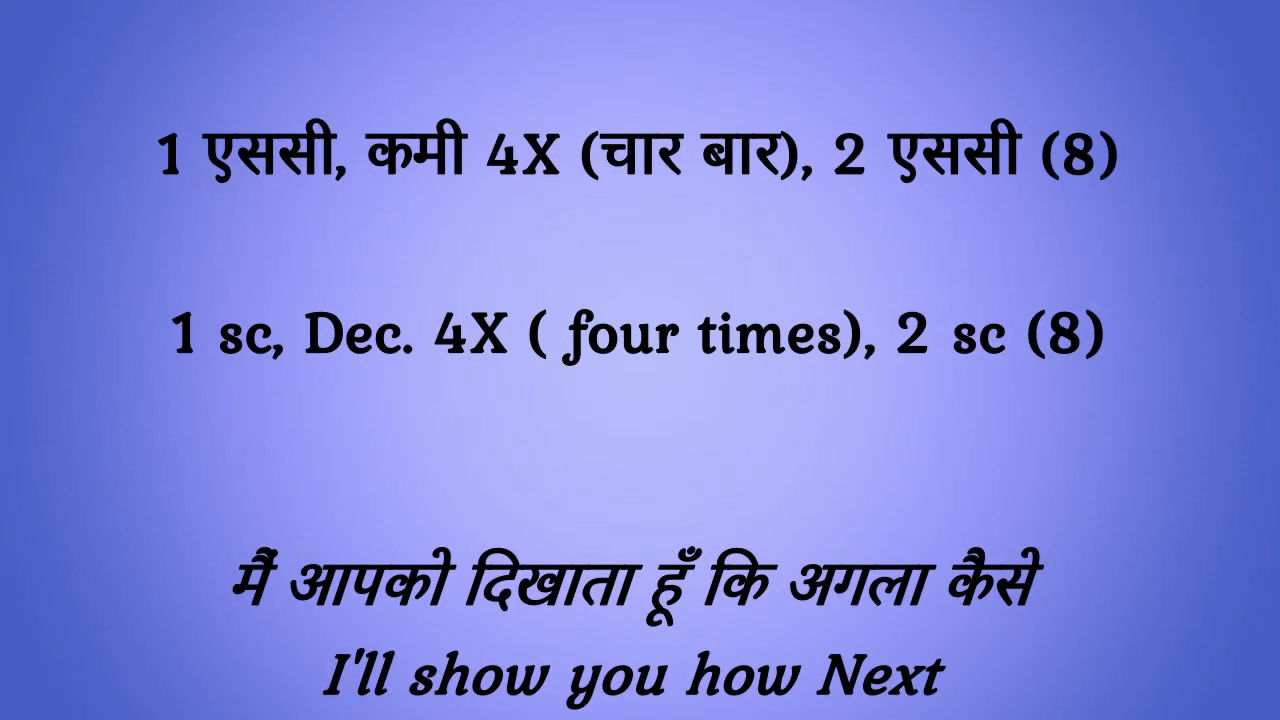 1 एससी, कमी 4X (चार बार), 2 एससी (8)
1 sc, Dec. 4X ( four times), 2 sc (8)
मैं आपको दिखाता हूँ कि अगला कैसे
I'll show you how Next